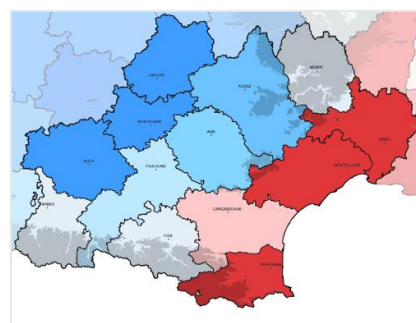 CAHORS
MENDE
RODEZ
MONTAUBAN
ALBI
NIMES
AUCH
TOULOUSE
MONTPELLIER
TARBES
CARCASSONNE
FOIX
PERPIGNAN